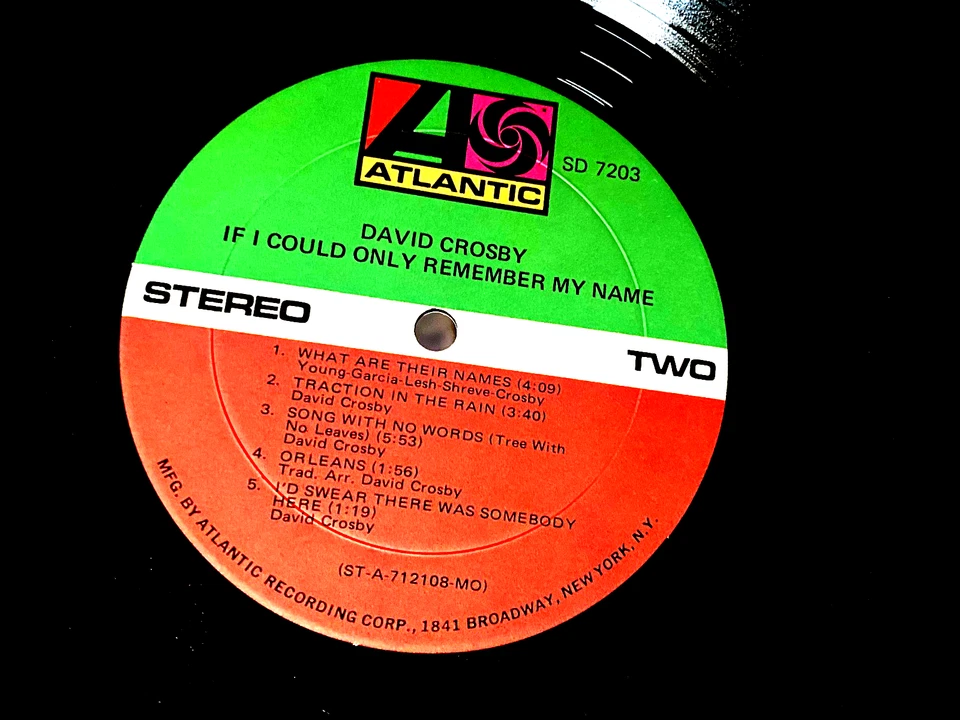 ATLANTIC
SD 7203
DAVID CROSBY
IF I COULD ONLY REMEMBER MY NAME
STEREO
TWO
1. WHAT ARE THEIR NAMES (4:09)
Young-Garcia-Lesh-Shreve-Crosby
2. TRACTION IN THE RAIN (3:40)
David Crosby
3. SONG WITH NO WORDS (Tree With
No Leaves) (5:53)
David Crosby
4. ORLEANS (1:56)
Trad. Arr. David Crosby
5. I'D SWEAR THERE WAS SOMEBODY
HERE (1:19)
David Crosby
(ST-A-712108-MO)
MFG. BY ATLANTIC RECORDING CORP., 1841 BROADWAY, NEW YORK, N.Y.